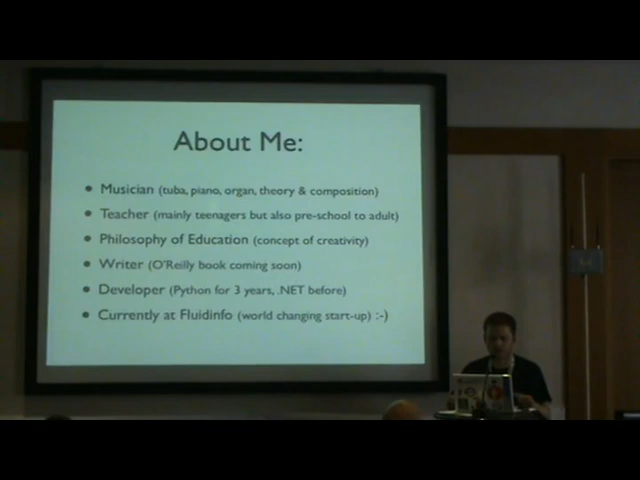 About Me:
• Musician (tuba, piano, organ, theory & composition)
• Teacher (mainly teenagers but also pre-school to adult)
• Philosophy of Education (concept of creativity)
• Writer (O'Reilly book coming soon)
• Developer (Python for 3 years, .NET before)
• Currently at Fluidinfo (world changing start-up) :-)